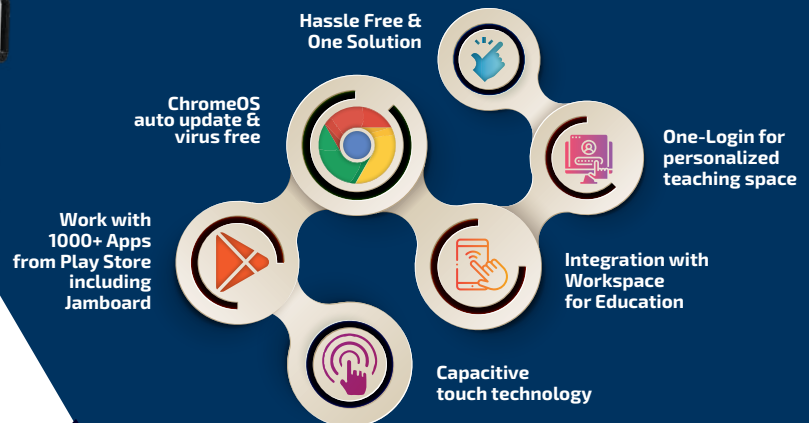 Hassle Free &
One Solution
ChromeOS
auto update &
virus free
One-Login for
personalized
teaching space
Work with
1000+ Apps
from Play Store
including
Jamboard
Integration with
Workspace
for Education
Capacitive
touch technology